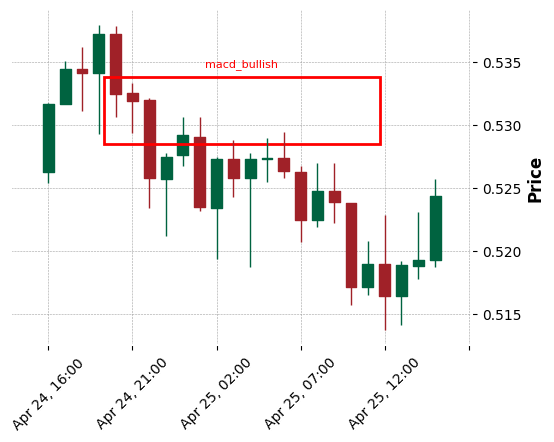 macd_bullish
0.535
0.530
0.525
0.520
0.515
Price
Apr 24, 16:00
Apr 24, 21:00
Apr 25, 02:00
Apr 25, 07:00
Apr 25, 12:00